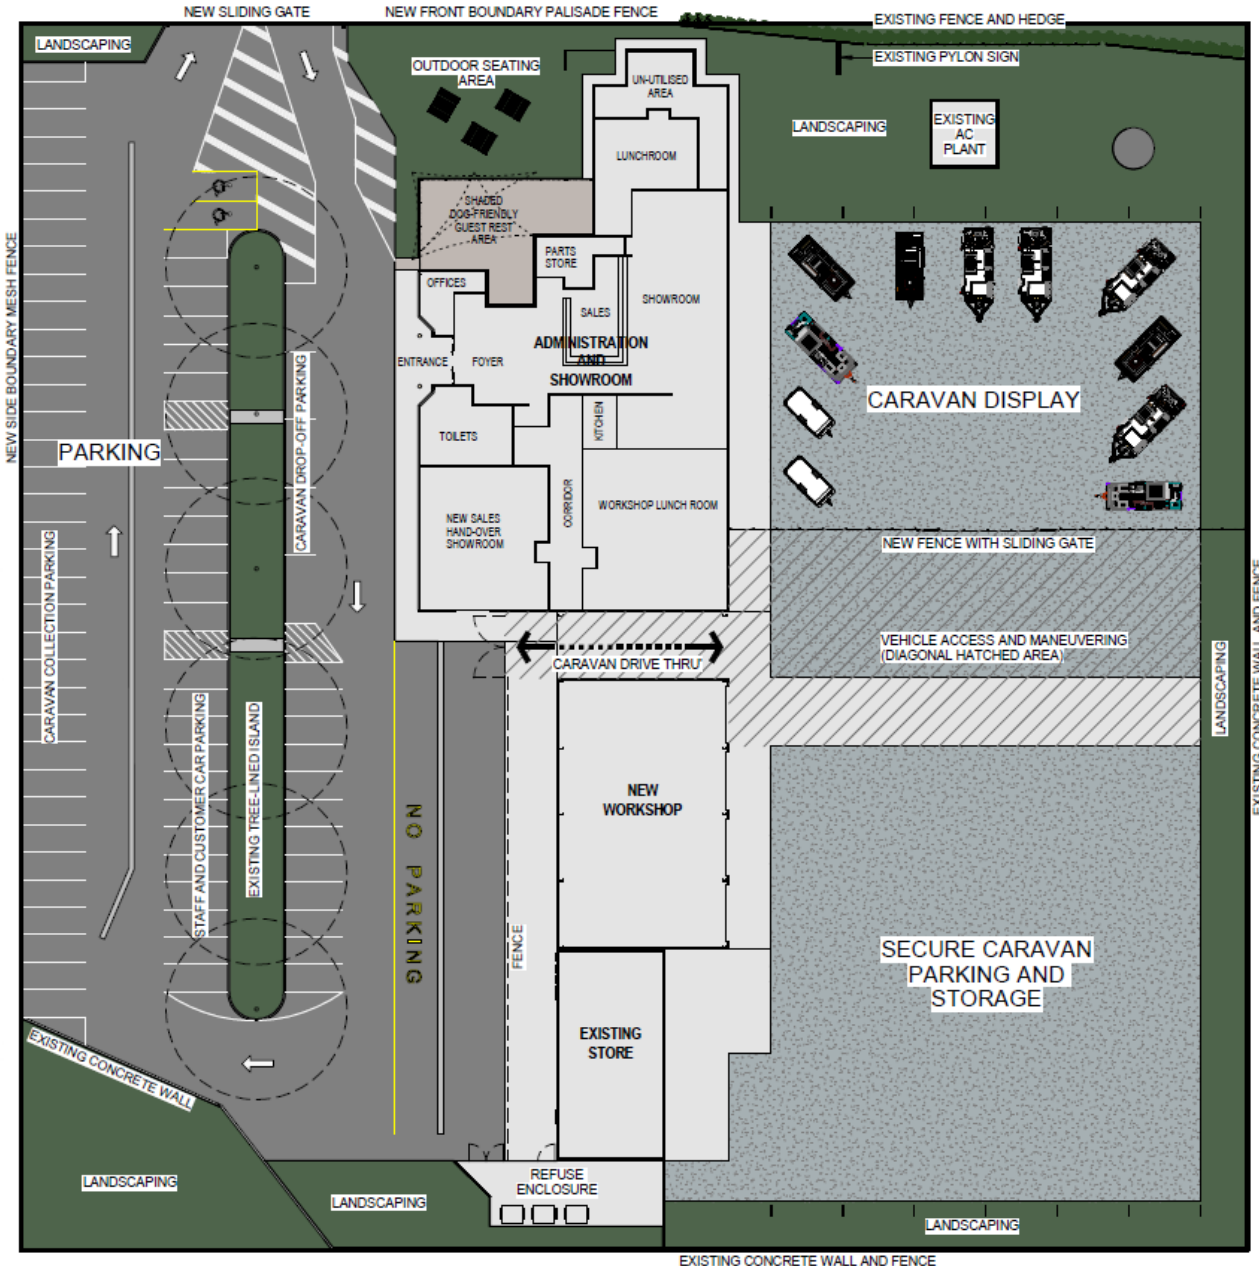 NEW SLIDING GATE
NEW FRONT BOUNDARY PALISADE FENCE
EXISTING FENCE AND HEDGE
LANDSCAPING
EXISTING PYLON SIGN
OUTDOOR SEATING
AREA
UN-UTILISED
AREA
LANDSCAPING
EXISTING
AC
PLANT
LUNCHROOM
SHADED
DOG-FRIENDLY
GUEST REST
AREA
NEW SIDE BOUNDARY MESH FENCE
PARTS
STORE
OFFICES
SHOWROOM
SALES
ENTRANCE
FOYER
ADMINISTRATION
AND
SHOWROOM
CARAVAN DISPLAY
CARAVAN DROP-OFF PARKING
KITCHEN
TOILETS
PARKING
CORRIDOR
WORKSHOP LUNCH ROOM
NEW SALES
HAND-OVER
SHOWROOM
CARAVAN COLLECTION PARKING
NEW FENCE WITH SLIDING GATE
VEHICLE ACCESS AND MANEUVERING
(DIAGONAL HATCHED AREA)
CARAVAN DRIVE THRU'
LANDSCAPING
EXISTING CONCRETE WALL AND FENCE
STAFF AND CUSTOMER CAR PARKING
EXISTING TREE-LINED ISLAND
NEW
WORKSHOP
NO PARKING
FENCE
SECURE CARAVAN
PARKING AND
STORAGE
EXISTING
STORE
EXISTING CONCRETE WALL
LANDSCAPING
LANDSCAPING
REFUSE
ENCLOSURE
LANDSCAPING
EXISTING CONCRETE WALL AND FENCE